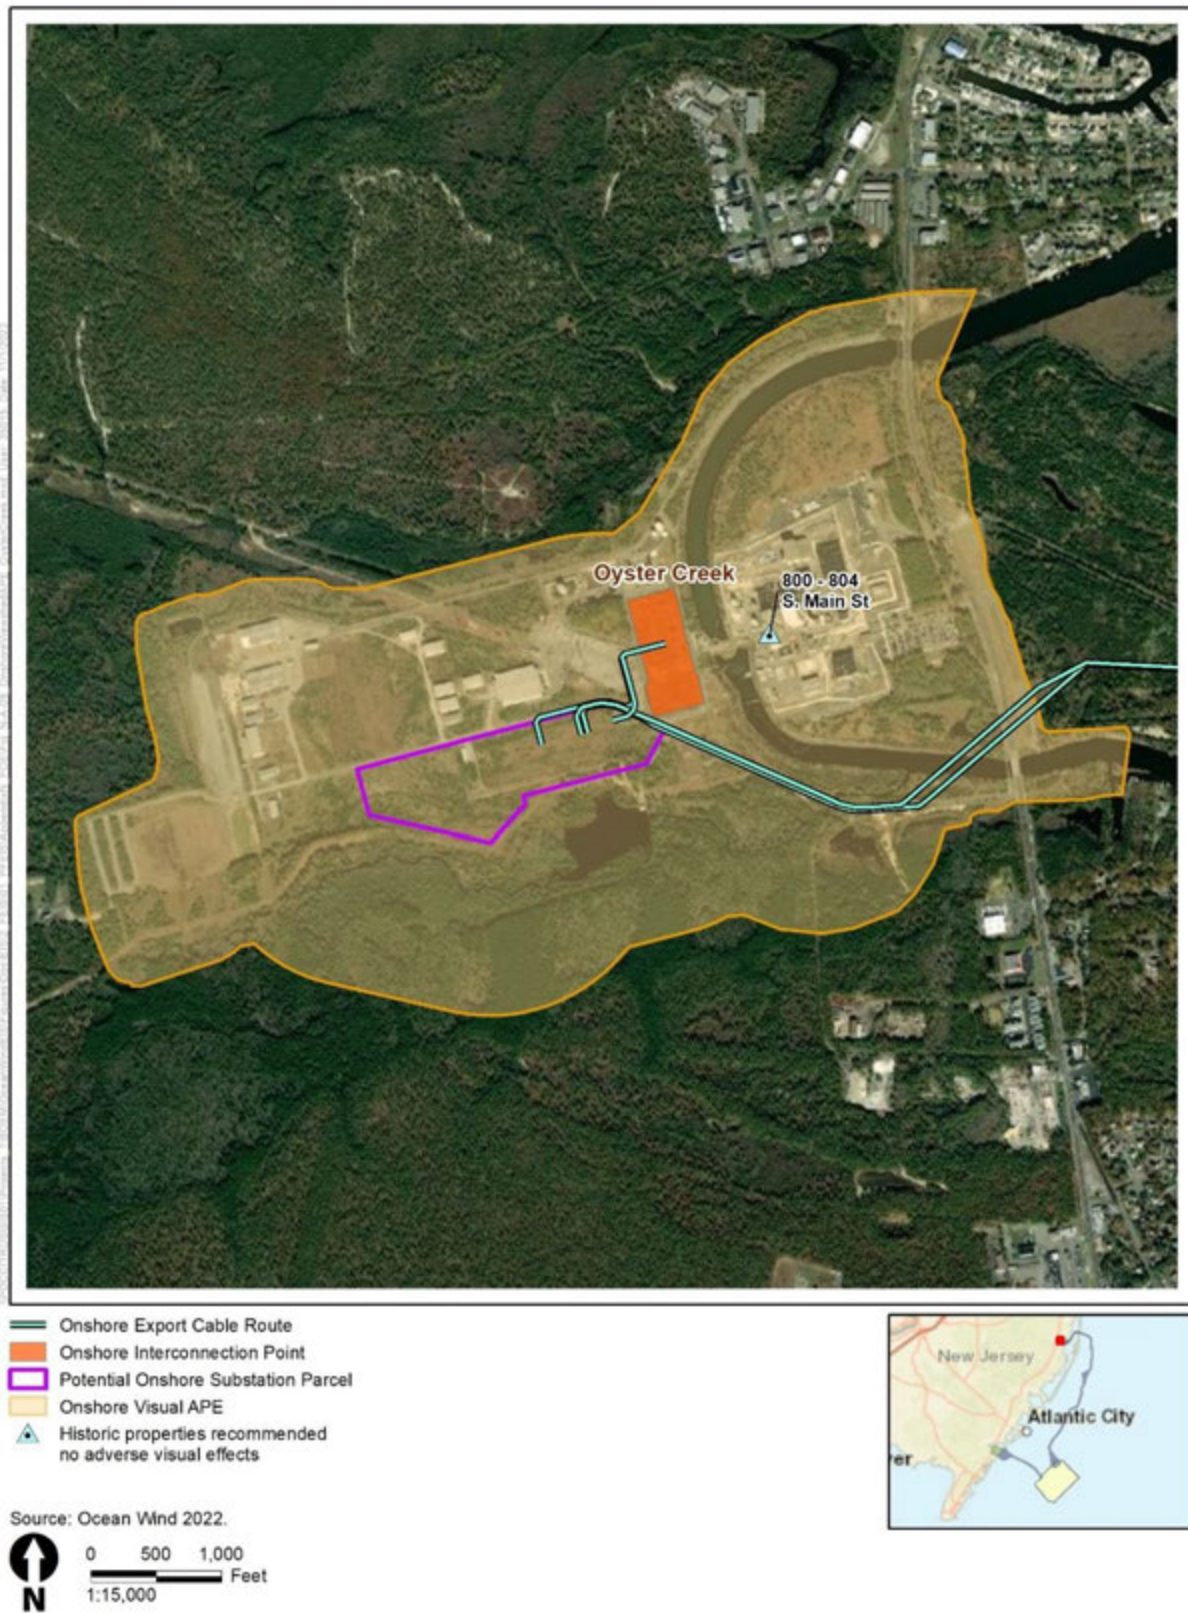 Oyster Creek
800 - 804
S. Main St
Onshore Export Cable Route
Onshore Interconnection Point
Potential Onshore Substation Parcel
Onshore Visual APE
Historic properties recommended
no adverse visual effects
New Jersey
Atlantic City
ver
Source: Ocean Wind 2022.
0 500 1,000
Feet
1:15,000
N